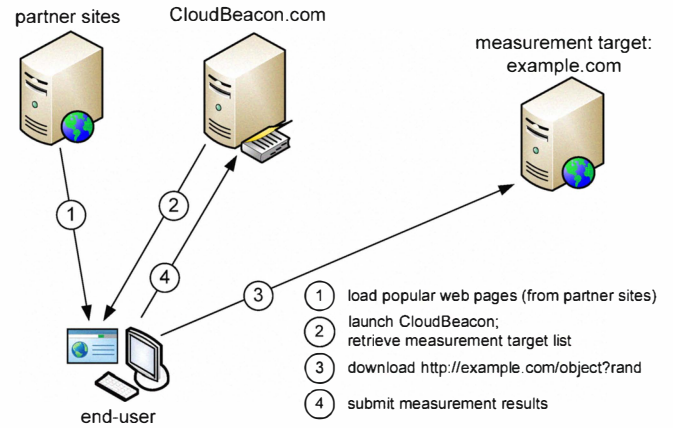 partner sites
CloudBeacon.com
measurement target:
example.com
1
2
4
3
1 load popular web pages (from partner sites)
2 launch CloudBeacon;
retrieve measurement target list
3 download http://example.com/object?rand
4 submit measurement results
end-user